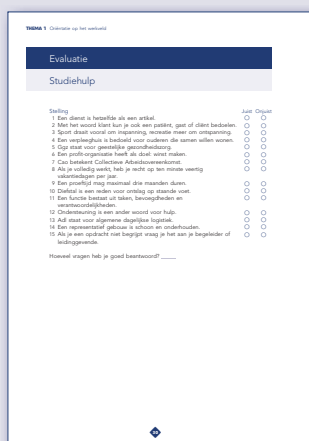 THEMA 1 Oriëntatie op het werkveld
Evaluatie
Studiehulp
Stelling Juist Onjuist
1 Een dienst is hetzelfde als een artikel.
2 Met het woord klant kun je ook een patiënt, gast of cliënt bedoelen.
3 Sport draait vooral om inspanning, recreatie meer om ontspanning.
4 Een verpleeghuis is bedoeld voor ouderen die samen willen wonen.
5 Ggz staat voor geestelijke gezondheidszorg.
6 Een profit-organisatie heeft als doel: winst maken.
7 Cao betekent Collectieve Arbeidsovereenkomst.
8 Als je volledig werkt, heb je recht op ten minste veertig
vakantiedagen per jaar.
9 Een proeftijd mag maximaal drie maanden duren.
10 Diefstal is een reden voor ontslag op staande voet.
11 Een functie bestaat uit taken, bevoegdheden en
verantwoordelijkheden.
12 Ondersteuning is een ander woord voor hulp.
13 Adl staat voor algemene dagelijkse logistiek.
14 Een representatief gebouw is schoon en onderhouden.
15 Als je een opdracht niet begrijpt vraag je het aan je begeleider of
leidinggevende.
Hoeveel vragen heb je goed beantwoord? _____